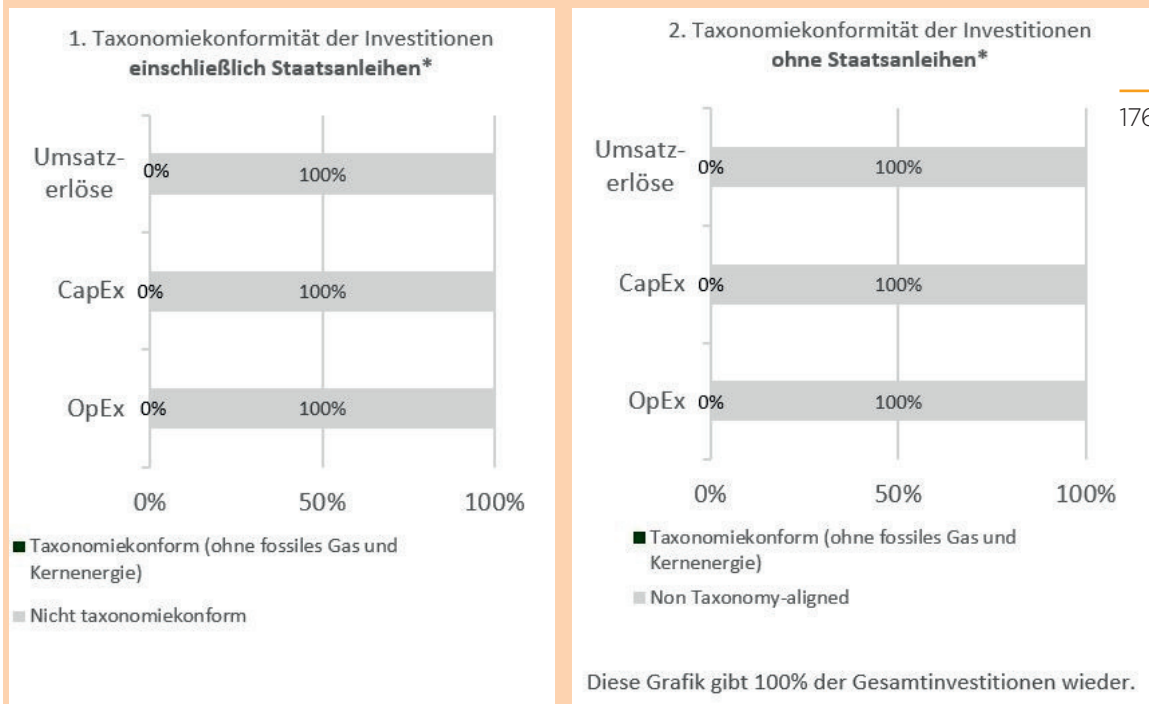 1. Taxonomiekonformität der Investitionen
einschließlich Staatsanleihen*
Umsatz-
erlöse
0%
100%
CapEx
0%
100%
OpEx
0%
100%
0%
50%
100%
Taxonomiekonform (ohne fossiles Gas und
Kernenergie)
Nicht taxonomiekonform
2. Taxonomiekonformität der Investitionen
ohne Staatsanleihen*
Umsatz-
erlöse
0%
100%
CapEx
0%
100%
OpEx
0%
100%
0%
50%
100%
Taxonomiekonform (ohne fossiles Gas und
Kernenergie)
Non Taxonomy-aligned
Diese Grafik gibt 100% der Gesamtinvestitionen wieder.
176